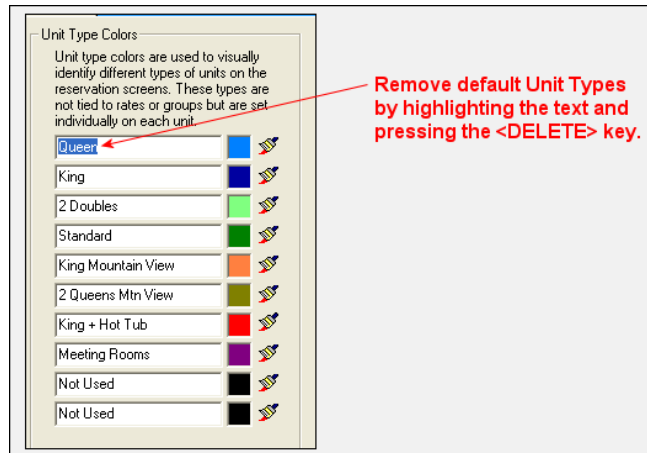 Unit Type Colors
Unit type colors are used to visually
identify different types of units on the
reservation screens. These types are
not tied to rates or groups but are set
individually on each unit.
Remove default Unit Types
by highlighting the text and
pressing the <DELETE> key.
Queen
King
2 Doubles
Standard
King Mountain View
2 Queens Mtn View
King + Hot Tub
Meeting Rooms
Not Used
Not Used